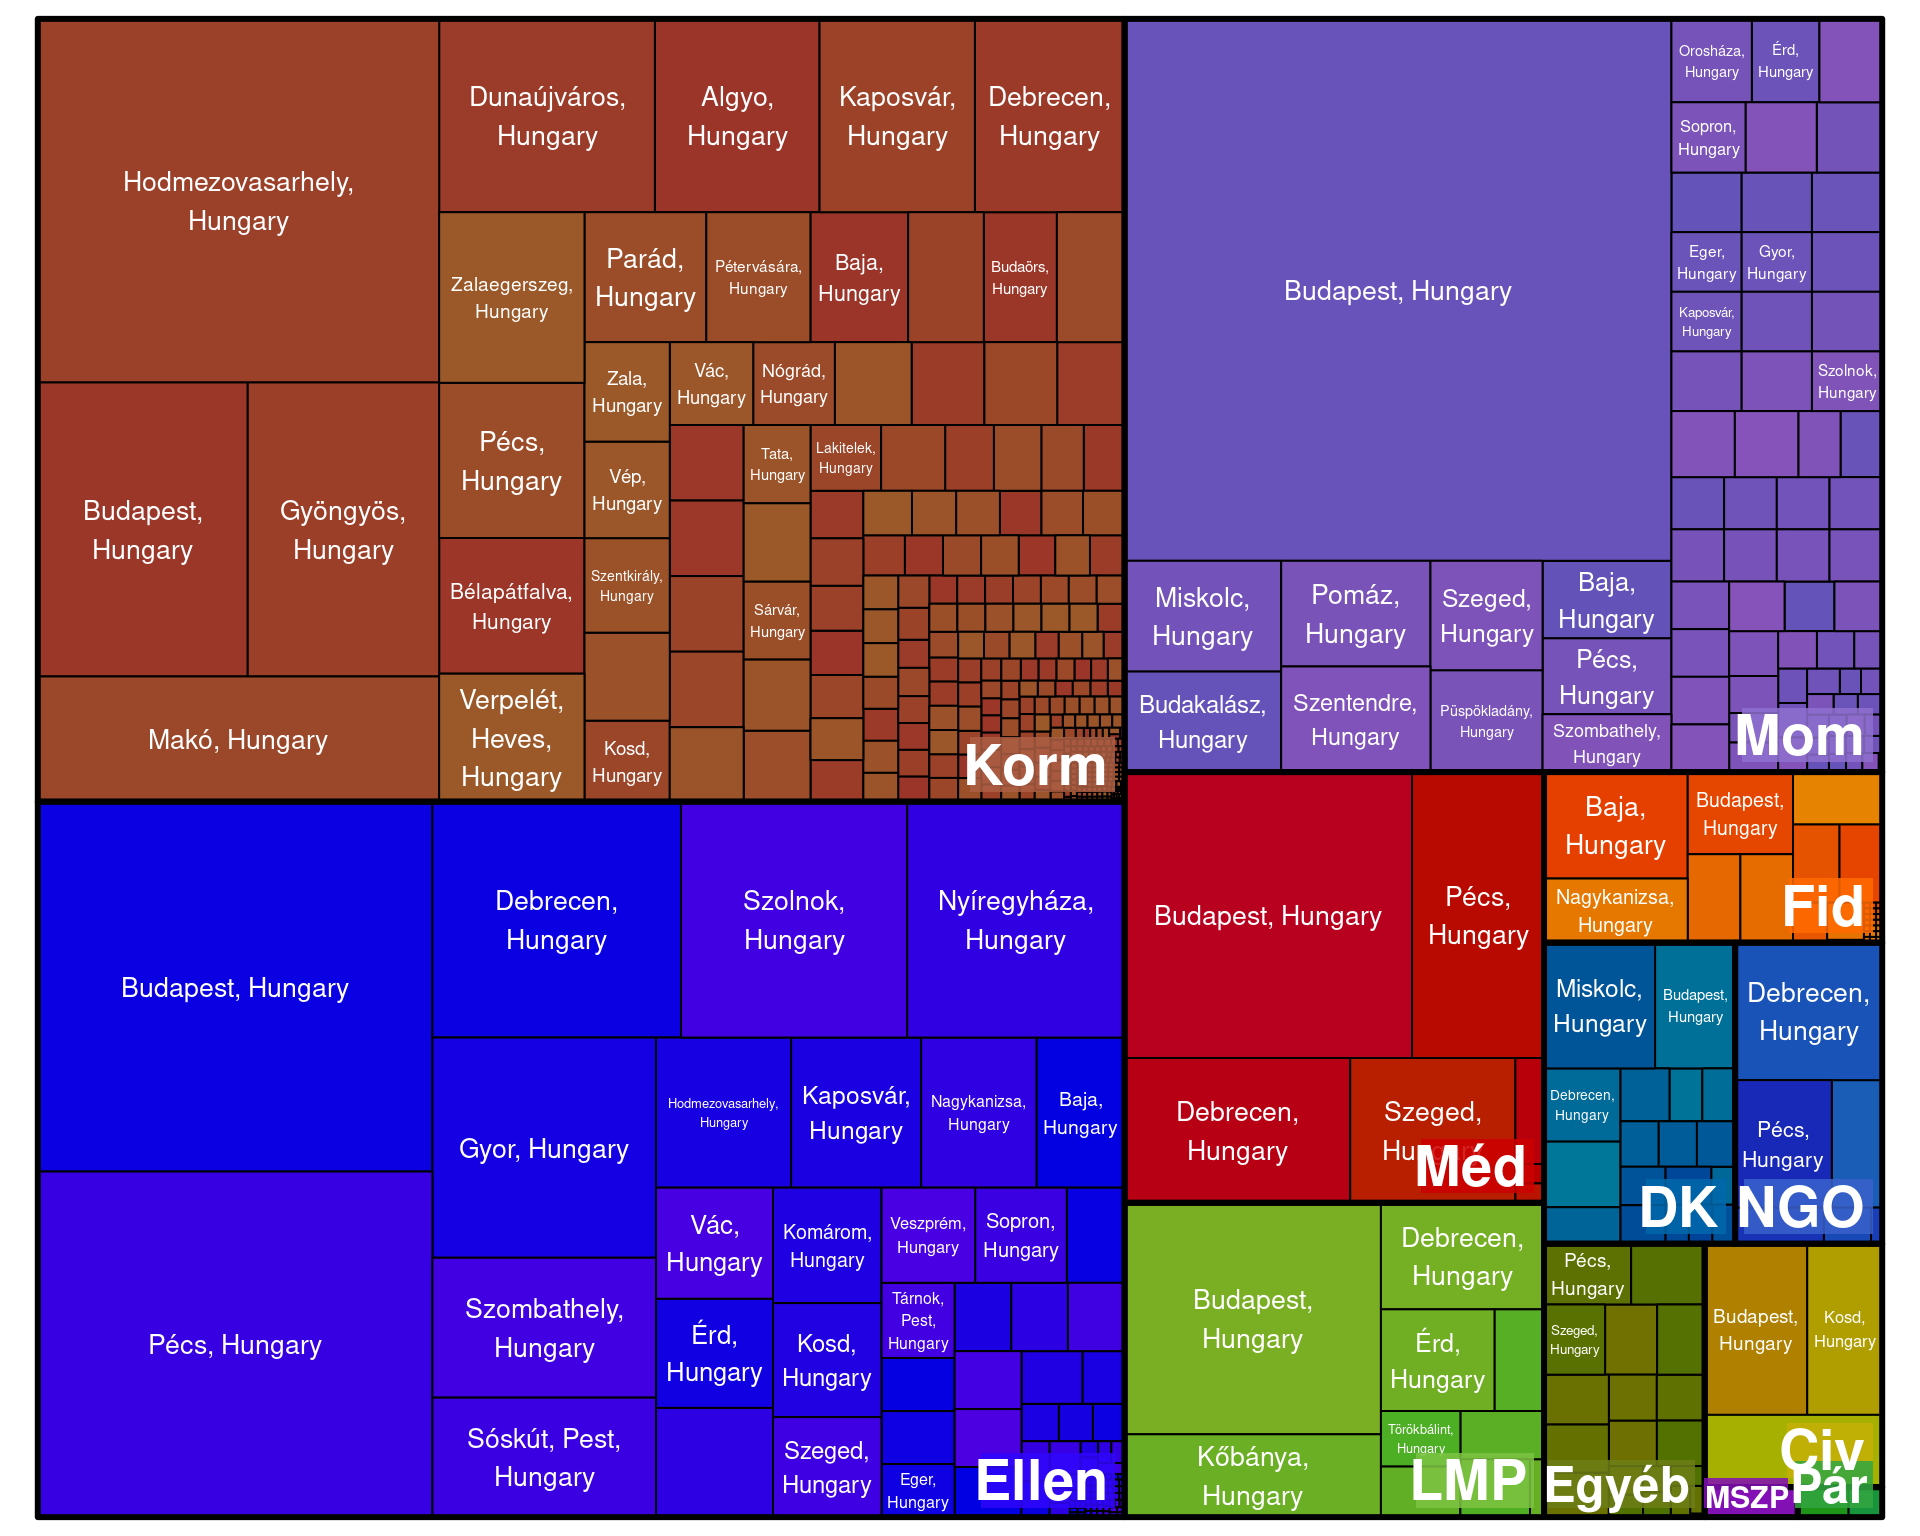 Hodmezovasarhely,
Hungary
Dunaújváros,
Hungary
Algyo,
Hungary
Kaposvár,
Hungary
Debrecen,
Hungary
Zalaegerszeg,
Hungary
Parád,
Hungary
Pétervására,
Hungary
Baja,
Hungary
Budaörs,
Hungary
Zala,
Hungary
Vác,
Hungary
Nógrád,
Hungary
Budapest,
Hungary
Gyöngyös,
Hungary
Pécs,
Hungary
Vép,
Hungary
Tata,
Hungary
Lakitelek,
Hungary
Bélapátfalva,
Hungary
Szentkirály,
Hungary
Sárvár,
Hungary
Makó, Hungary
Verpelét,
Heves,
Hungary
Kosd,
Hungary
Korm
Budapest, Hungary
Orosháza,
Hungary
Érd,
Hungary
Sopron,
Hungary
Eger,
Hungary
Gyor,
Hungary
Kaposvár,
Hungary
Szolnok,
Hungary
Miskolc,
Hungary
Pomáz,
Hungary
Szeged,
Hungary
Baja,
Hungary
Pécs,
Hungary
Budakalász,
Hungary
Szentendre,
Hungary
Püspökladány,
Hungary
Szombathely,
Hungary
Mom
Budapest, Hungary
Debrecen,
Hungary
Szolnok,
Hungary
Nyíregyháza,
Hungary
Gyor, Hungary
Hodmezovasarhely,
Hungary
Kaposvár,
Hungary
Nagykanizsa,
Hungary
Baja,
Hungary
Pécs, Hungary
Vác,
Hungary
Komárom,
Hungary
Veszprém,
Hungary
Sopron,
Hungary
Szombathely,
Hungary
Érd,
Hungary
Kosd,
Hungary
Tárnok,
Pest,
Hungary
Sóskút, Pest,
Hungary
Szeged,
Hungary
Eger,
Hungary
Ellen
Budapest, Hungary
Pécs,
Hungary
Debrecen,
Hungary
Szeged,
Hungary
Méd
Baja,
Hungary
Budapest,
Hungary
Nagykanizsa,
Hungary
Fid
Miskolc,
Hungary
Budapest,
Hungary
Debrecen,
Hungary
DK
Debrecen,
Hungary
Pécs,
Hungary
NGO
Budapest,
Hungary
Debrecen,
Hungary
Érd,
Hungary
Törökbálint,
Hungary
Kőbánya,
Hungary
LMP
Pécs,
Hungary
Szeged,
Hungary
Egyéb
Budapest,
Hungary
Kosd,
Hungary
Civ
MSZP
Pár